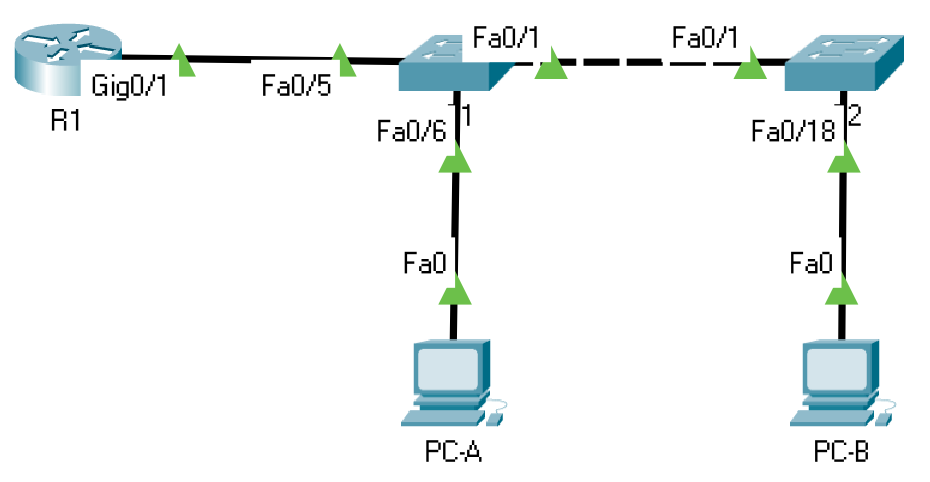 Fa0/1
Fa0/1
Gig0/1
Fa0/5
R1
1
2
Fa0/6
Fa0/18
Fa0
Fa0
PC-A
PC-B